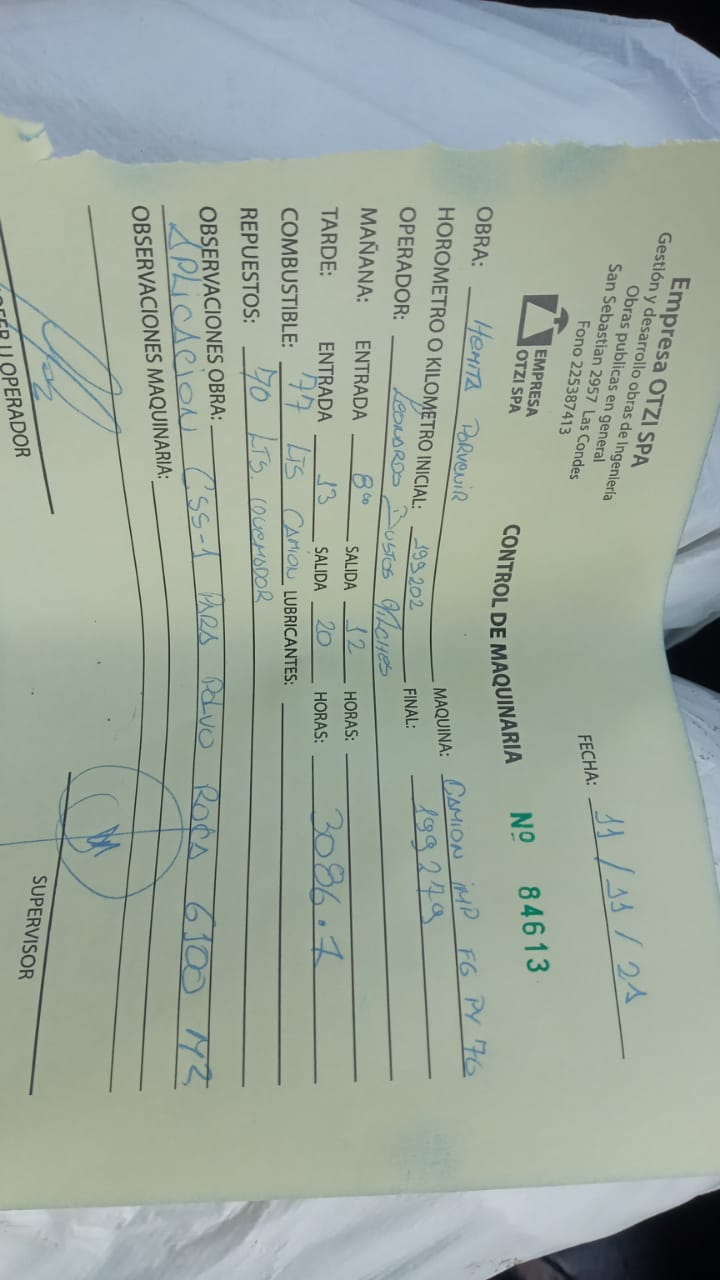 Empresa OTZI SPA
Gestión y desarrollo obras de Ingeniería
Obras publicas en general
San Sebastian 2957 Las Condes
Fono 225387413
EMPRESA
OTZI SPA
FECHA: 11/11/21
CONTROL DE MAQUINARIA
Nº 84613
OBRA: HEMITA PORVENIR
MAQUINA: CAMION IMP FG PY 76
HOROMETRO O KILOMETRO INICIAL: 199202
FINAL: 199279
OPERADOR: LEONARDO BUSTOS VILCHES
MAÑANA: ENTRADA 8⁰⁰ SALIDA 12 HORAS:
TARDE: ENTRADA 13 SALIDA 20 HORAS: 3086.7
COMBUSTIBLE: 77 LTS CAMION LUBRICANTES:
REPUESTOS: 70 LTS. QUEMADOR
OBSERVACIONES OBRA:
APLICACION CSS-1 PARA POLVO ROCA 6100 M2
OBSERVACIONES MAQUINARIA:
OFER U OPERADOR
SUPERVISOR